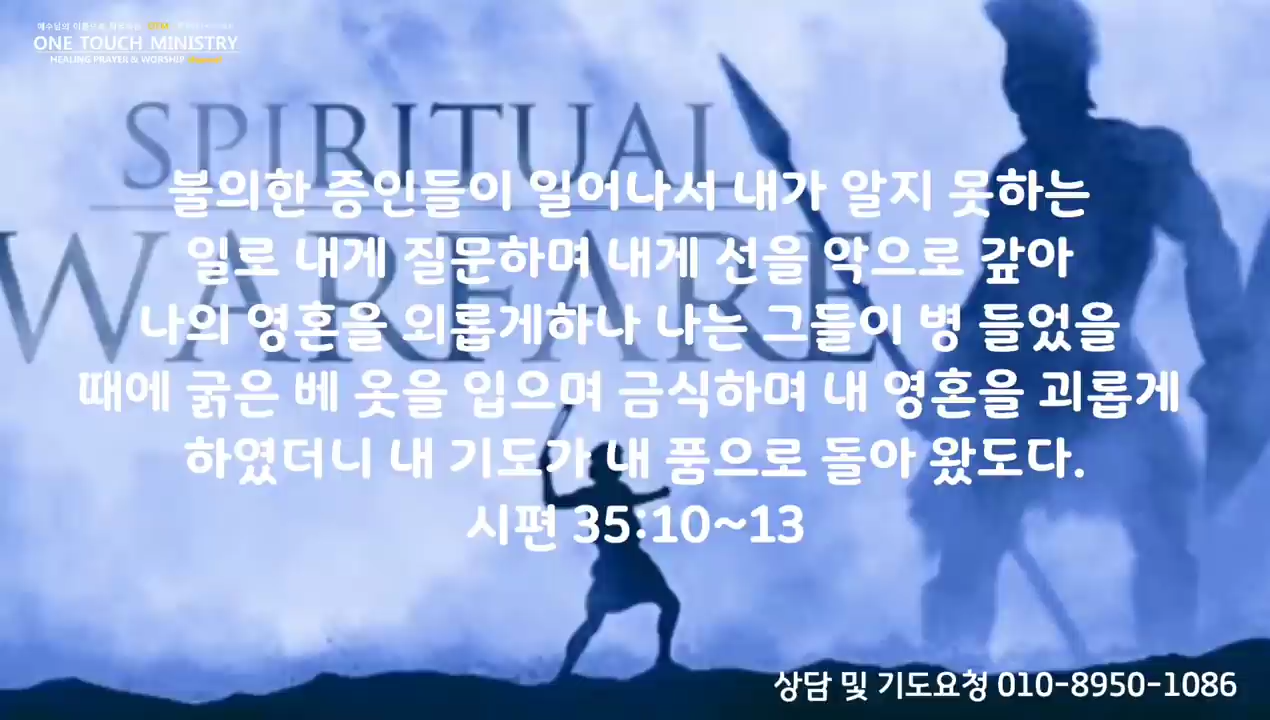 ONE TOUCH MINISTRY
HEALING PRAYER & WORSHIP
SPIRITUAL
WARFARE
불의한 증인들이 일어나서 내가 알지 못하는
일로 내게 질문하며 내게 선을 악으로 갚아
나의 영혼을 외롭게하나 나는 그들이 병 들었을
때에 굵은 베 옷을 입으며 금식하며 내 영혼을 괴롭게
하였더니 내 기도가 내 품으로 돌아 왔도다.
시편 35:10~13
상담 및 기도요청 010-8950-1086